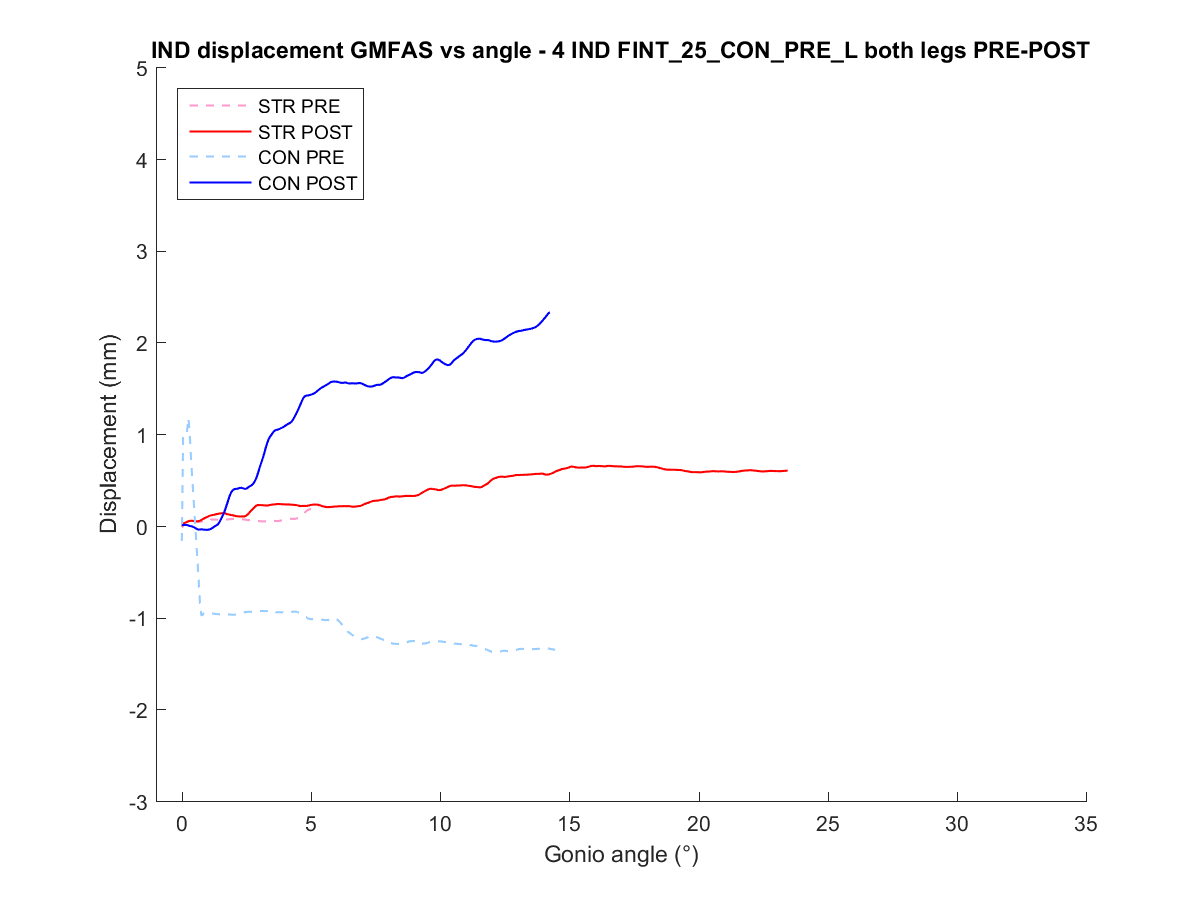 IND displacement GMFAS vs angle - 4 IND FINT_25_CON_PRE_L both legs PRE-POST
5
4
3
2
1
0
-1
-2
-3
Displacement (mm)
STR PRE
STR POST
CON PRE
CON POST
0 5 10 15 20 25 30 35
Gonio angle (°)